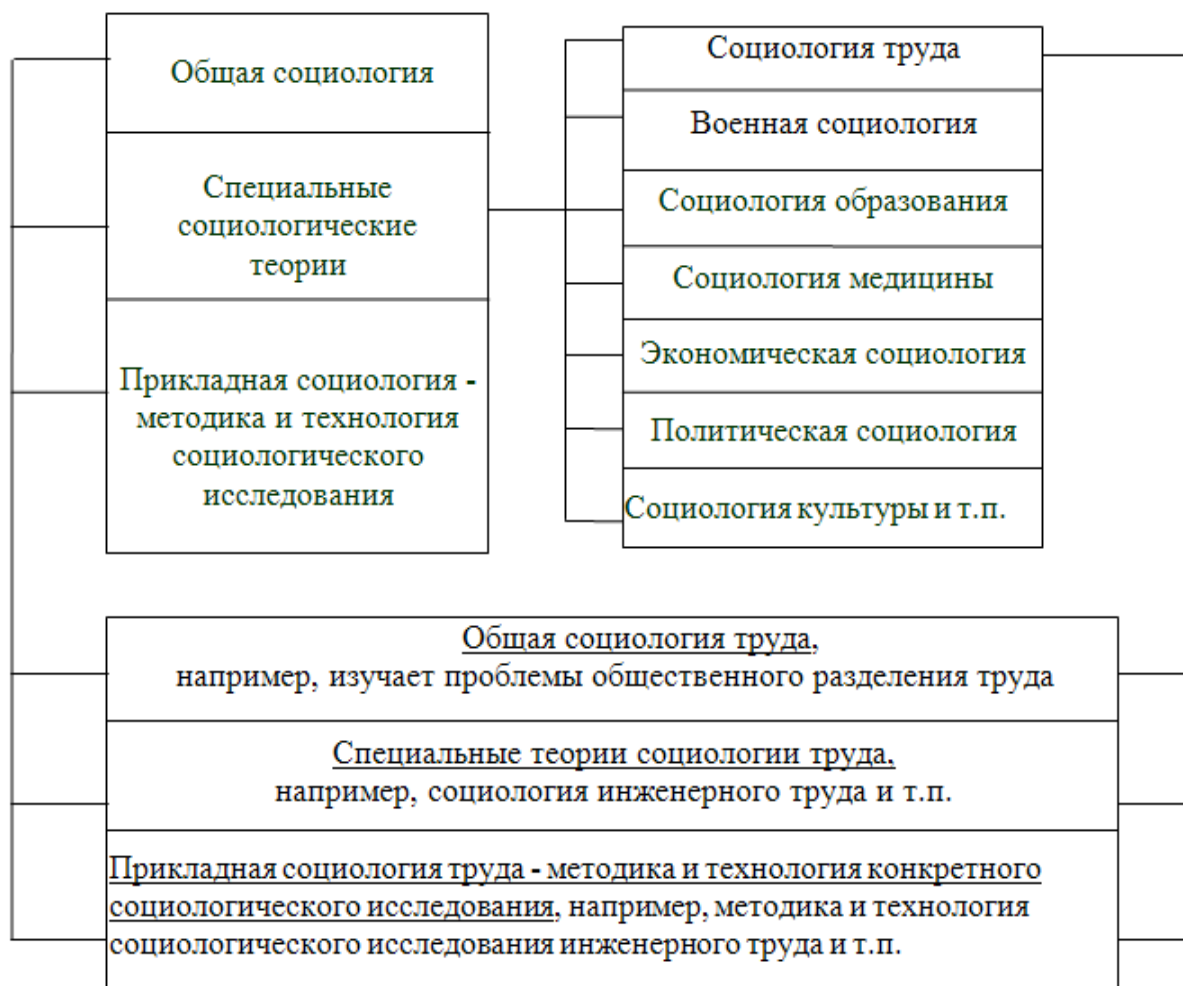 Общая социология
Специальные
социологические
теории
Прикладная социология -
методика и технология
социологического
исследования
Социология труда
Военная социология
Социология образования
Социология медицины
Экономическая социология
Политическая социология
Социология культуры и т.п.
Общая социология труда,
например, изучает проблемы общественного разделения труда
Специальные теории социологии труда,
например, социология инженерного труда и т.п.
Прикладная социология труда - методика и технология конкретного
социологического исследования, например, методика и технология
социологического исследования инженерного труда и т.п.